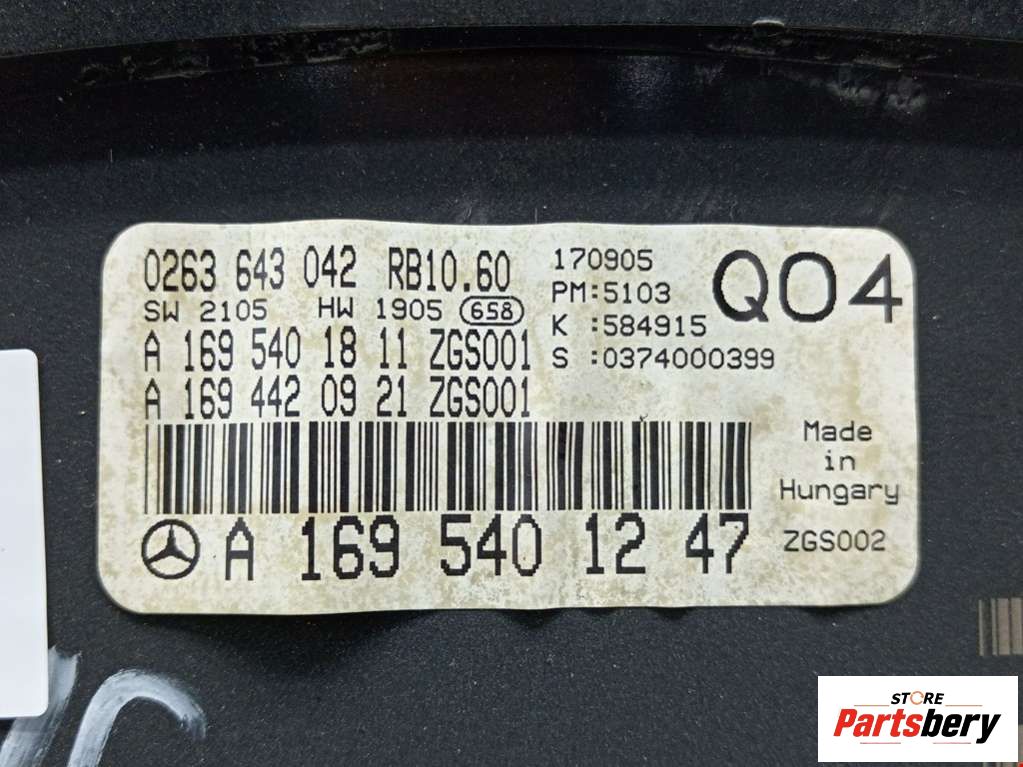 0263 643 042 RB10.60
SW 2105 HW 1905 658
A 169 540 18 11 ZGS001
A 169 442 09 21 ZGS001
170905
PM:5103
K :584915
S :0374000399
Q04
Made
in
Hungary
A 169 540 12 47
ZGS002
STORE
Partsbery